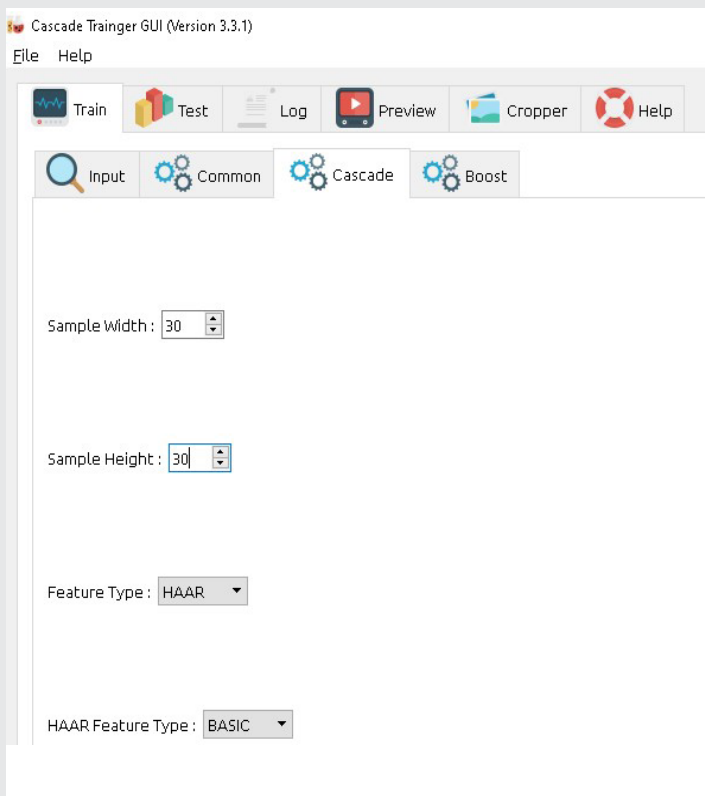 Cascade Trainger GUI (Version 3.3.1)
File Help
Train Test Log Preview Cropper Help
Input Common Cascade Boost
Sample Width : 30
Sample Height : 30
Feature Type : HAAR
HAAR Feature Type : BASIC